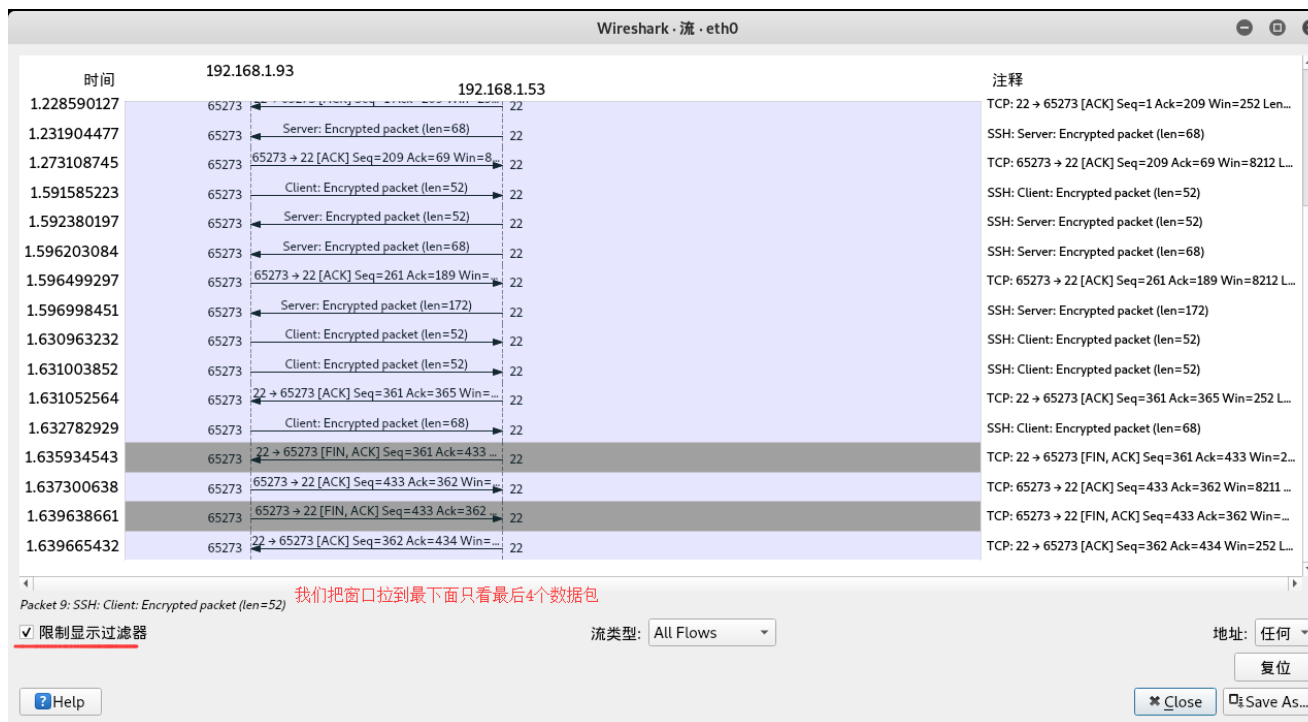 Wireshark · 流 · eth0
时间
192.168.1.93
192.168.1.53
注释
1.228590127 65273 22 TCP: 22 → 65273 [ACK] Seq=1 Ack=209 Win=252 Len...
1.231904477 65273 Server: Encrypted packet (len=68) 22 SSH: Server: Encrypted packet (len=68)
1.273108745 65273 65273 → 22 [ACK] Seq=209 Ack=69 Win=8... 22 TCP: 65273 → 22 [ACK] Seq=209 Ack=69 Win=8212 L...
1.591585223 65273 Client: Encrypted packet (len=52) 22 SSH: Client: Encrypted packet (len=52)
1.592380197 65273 Server: Encrypted packet (len=52) 22 SSH: Server: Encrypted packet (len=52)
1.596203084 65273 Server: Encrypted packet (len=68) 22 SSH: Server: Encrypted packet (len=68)
1.596499297 65273 65273 → 22 [ACK] Seq=261 Ack=189 Win=... 22 TCP: 65273 → 22 [ACK] Seq=261 Ack=189 Win=8212 L...
1.596998451 65273 Server: Encrypted packet (len=172) 22 SSH: Server: Encrypted packet (len=172)
1.630963232 65273 Client: Encrypted packet (len=52) 22 SSH: Client: Encrypted packet (len=52)
1.631003852 65273 Client: Encrypted packet (len=52) 22 SSH: Client: Encrypted packet (len=52)
1.631052564 65273 22 → 65273 [ACK] Seq=361 Ack=365 Win=... 22 TCP: 22 → 65273 [ACK] Seq=361 Ack=365 Win=252 L...
1.632782929 65273 Client: Encrypted packet (len=68) 22 SSH: Client: Encrypted packet (len=68)
1.635934543 65273 22 → 65273 [FIN, ACK] Seq=361 Ack=433 ... 22 TCP: 22 → 65273 [FIN, ACK] Seq=361 Ack=433 Win=2...
1.637300638 65273 65273 → 22 [ACK] Seq=433 Ack=362 Win=... 22 TCP: 65273 → 22 [ACK] Seq=433 Ack=362 Win=8211 ...
1.639638661 65273 65273 → 22 [FIN, ACK] Seq=433 Ack=362 ... 22 TCP: 65273 → 22 [FIN, ACK] Seq=433 Ack=362 Win=...
1.639665432 65273 22 → 65273 [ACK] Seq=362 Ack=434 Win=... 22 TCP: 22 → 65273 [ACK] Seq=362 Ack=434 Win=252 L...
我们把窗口拉到最下面只看最后4个数据包
Packet 9: SSH: Client: Encrypted packet (len=52)
限制显示过滤器
流类型: All Flows
地址: 任何
复位
Help
Close
Save As...